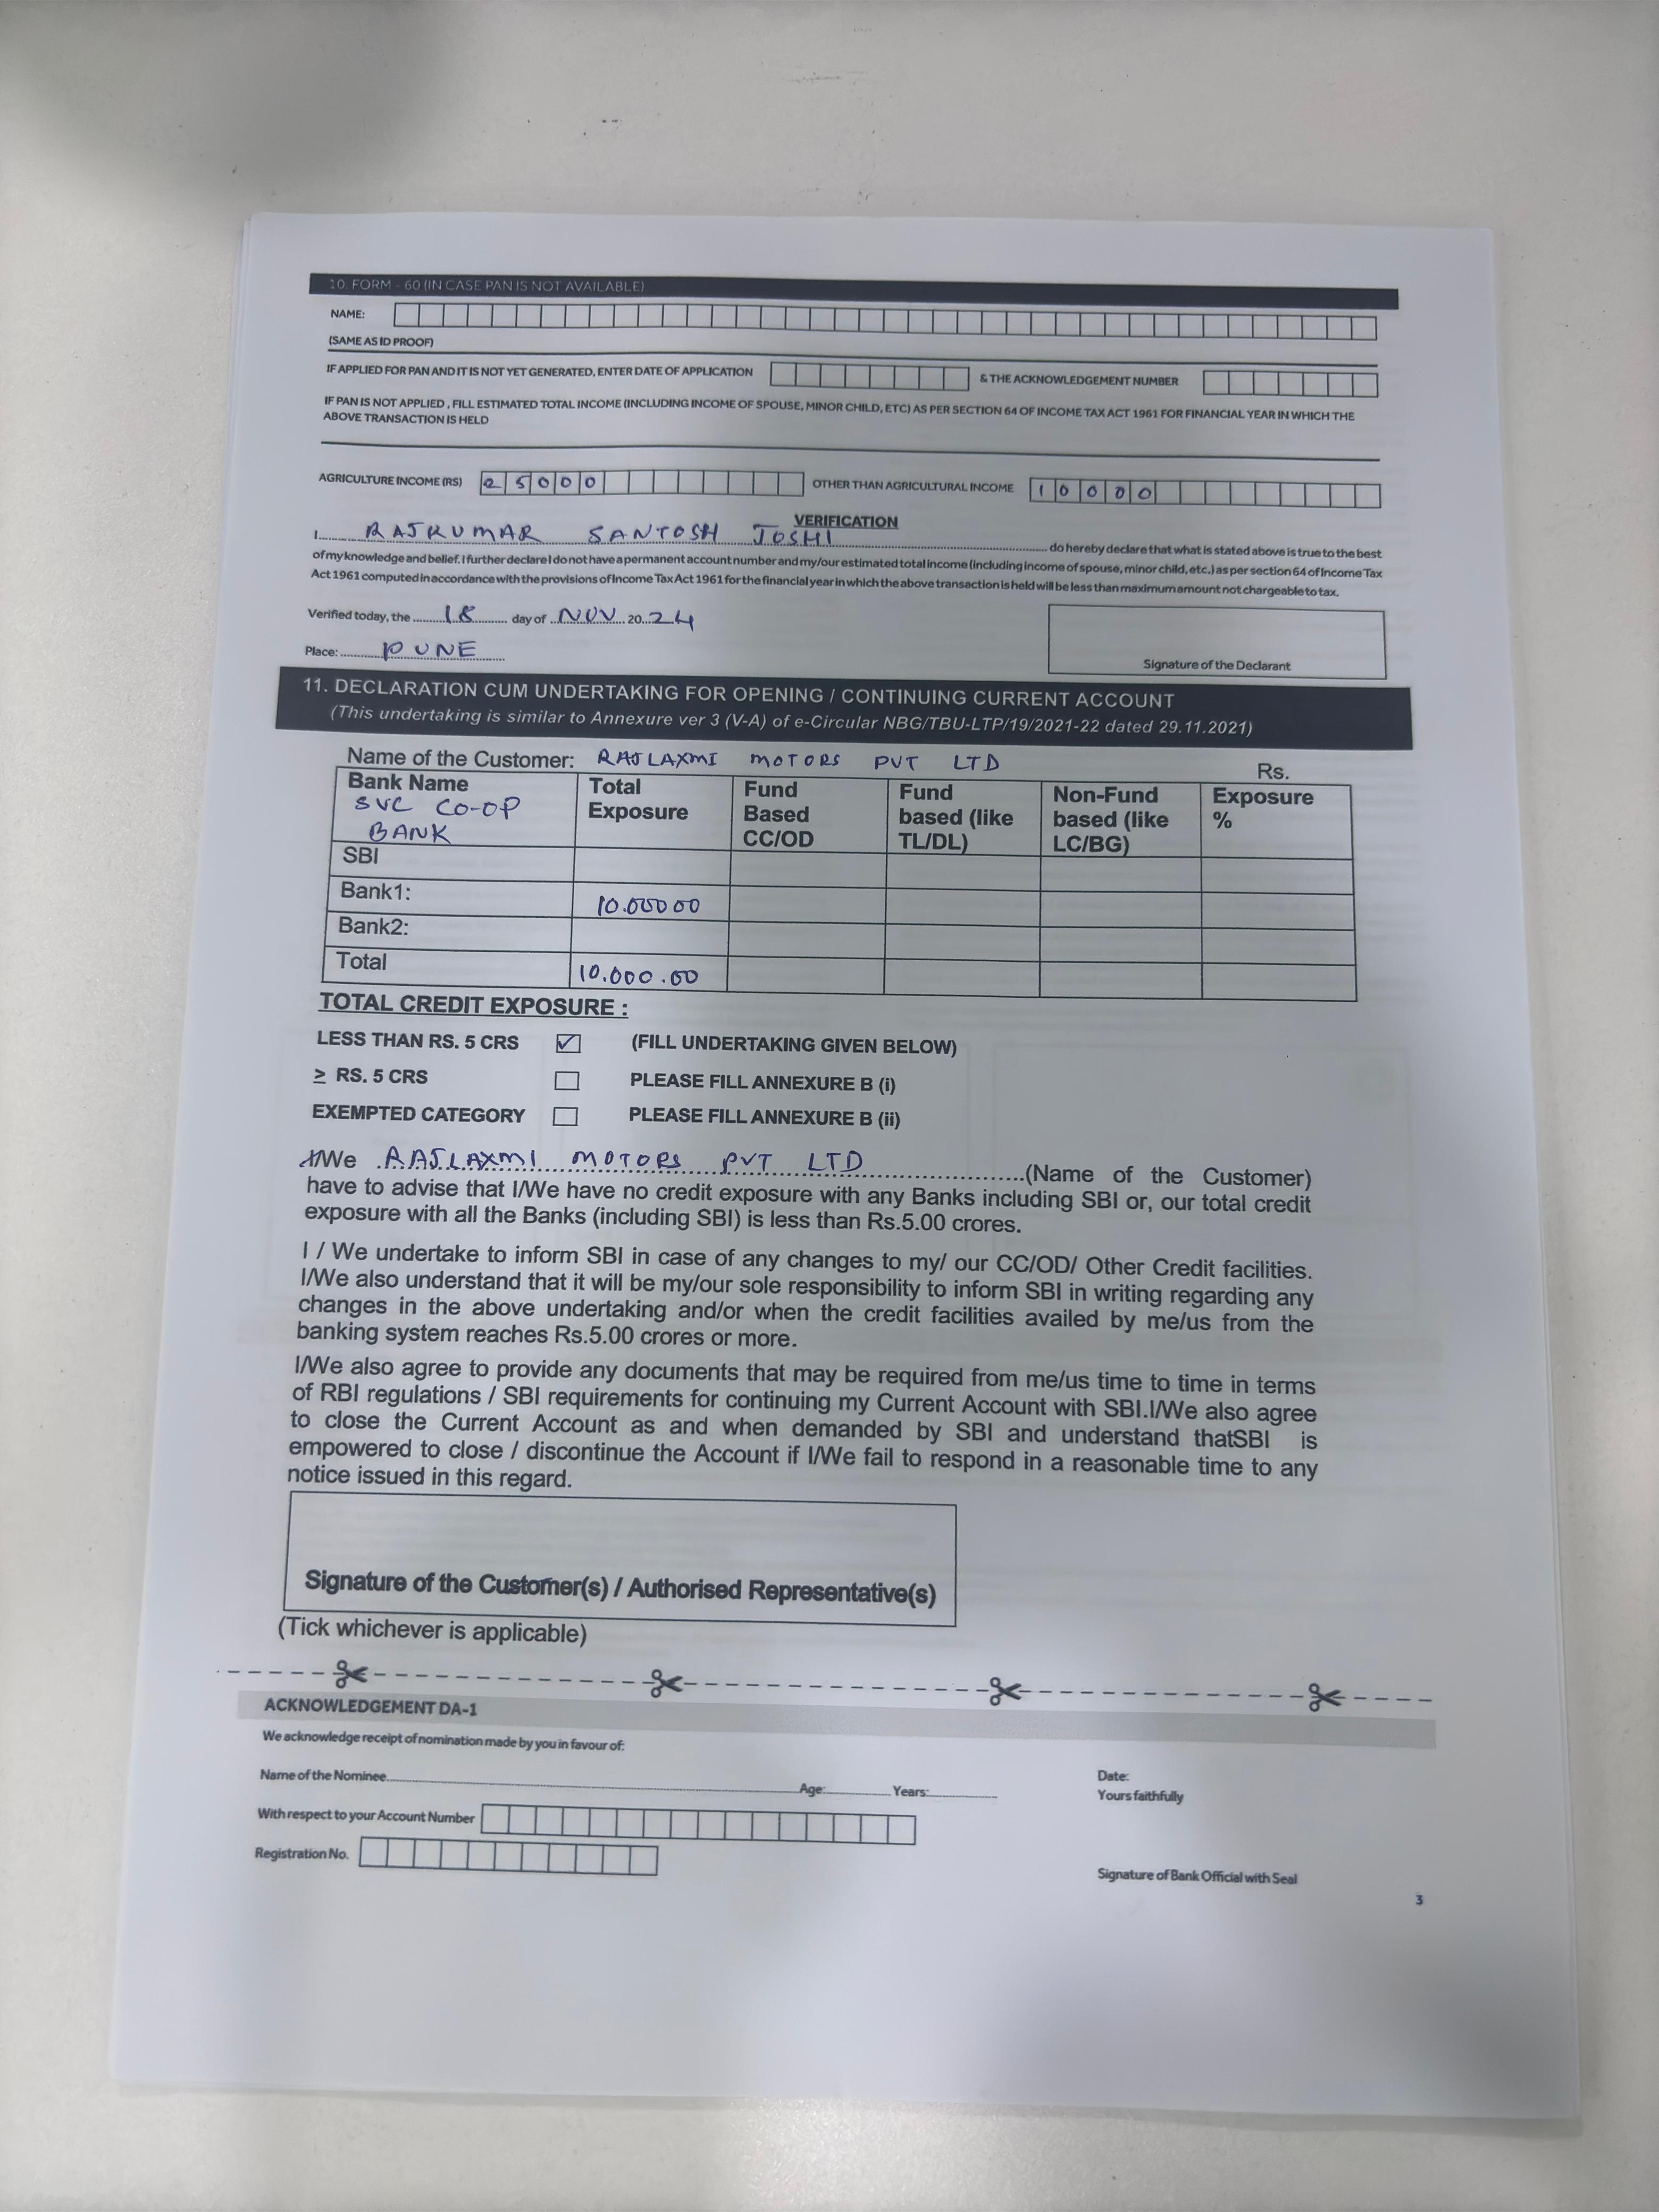 10. FORM - 60 (IN CASE PAN IS NOT AVAILABLE)
NAME:
(SAME AS ID PROOF)
IF APPLIED FOR PAN AND IT IS NOT YET GENERATED, ENTER DATE OF APPLICATION & THE ACKNOWLEDGEMENT NUMBER
IF PAN IS NOT APPLIED , FILL ESTIMATED TOTAL INCOME (INCLUDING INCOME OF SPOUSE, MINOR CHILD, ETC) AS PER SECTION 64 OF INCOME TAX ACT 1961 FOR FINANCIAL YEAR IN WHICH THE
ABOVE TRANSACTION IS HELD
AGRICULTURE INCOME (RS) 25000 OTHER THAN AGRICULTURAL INCOME 10000
VERIFICATION
I RAJKUMAR SANTOSH JOSHI do hereby declare that what is stated above is true to the best
of my knowledge and belief. I further declare I do not have a permanent account number and my/our estimated total income (including income of spouse, minor child, etc.) as per section 64 of Income Tax
Act 1961 computed in accordance with the provisions of Income Tax Act 1961 for the financial year in which the above transaction is held will be less than maximum amount not chargeable to tax.
Verified today, the 18 day of NOV 20 24
Place: PUNE
Signature of the Declarant
11. DECLARATION CUM UNDERTAKING FOR OPENING / CONTINUING CURRENT ACCOUNT
(This undertaking is similar to Annexure ver 3 (V-A) of e-Circular NBG/TBU-LTP/19/2021-22 dated 29.11.2021)
Name of the Customer: RAJLAXMI MOTORS PVT LTD Rs.
Bank Name SVC CO-OP BANK Total Exposure Fund Based CC/OD Fund based (like TL/DL) Non-Fund based (like LC/BG) Exposure %
SBI
Bank1: 10.00000
Bank2:
Total 10.000.00
TOTAL CREDIT EXPOSURE :
LESS THAN RS. 5 CRS ☑ (FILL UNDERTAKING GIVEN BELOW)
≥ RS. 5 CRS ☐ PLEASE FILL ANNEXURE B (i)
EXEMPTED CATEGORY ☐ PLEASE FILL ANNEXURE B (ii)
I/We RAJLAXMI MOTORS PVT LTD (Name of the Customer)
have to advise that I/We have no credit exposure with any Banks including SBI or, our total credit
exposure with all the Banks (including SBI) is less than Rs.5.00 crores.
I / We undertake to inform SBI in case of any changes to my/ our CC/OD/ Other Credit facilities.
I/We also understand that it will be my/our sole responsibility to inform SBI in writing regarding any
changes in the above undertaking and/or when the credit facilities availed by me/us from the
banking system reaches Rs.5.00 crores or more.
I/We also agree to provide any documents that may be required from me/us time to time in terms
of RBI regulations / SBI requirements for continuing my Current Account with SBI.I/We also agree
to close the Current Account as and when demanded by SBI and understand thatSBI is
empowered to close / discontinue the Account if I/We fail to respond in a reasonable time to any
notice issued in this regard.
Signature of the Customer(s) / Authorised Representative(s)
(Tick whichever is applicable)
ACKNOWLEDGEMENT DA-1
We acknowledge receipt of nomination made by you in favour of:
Name of the Nominee Age: Years: Date:
Yours faithfully
With respect to your Account Number
Registration No.
Signature of Bank Official with Seal
3